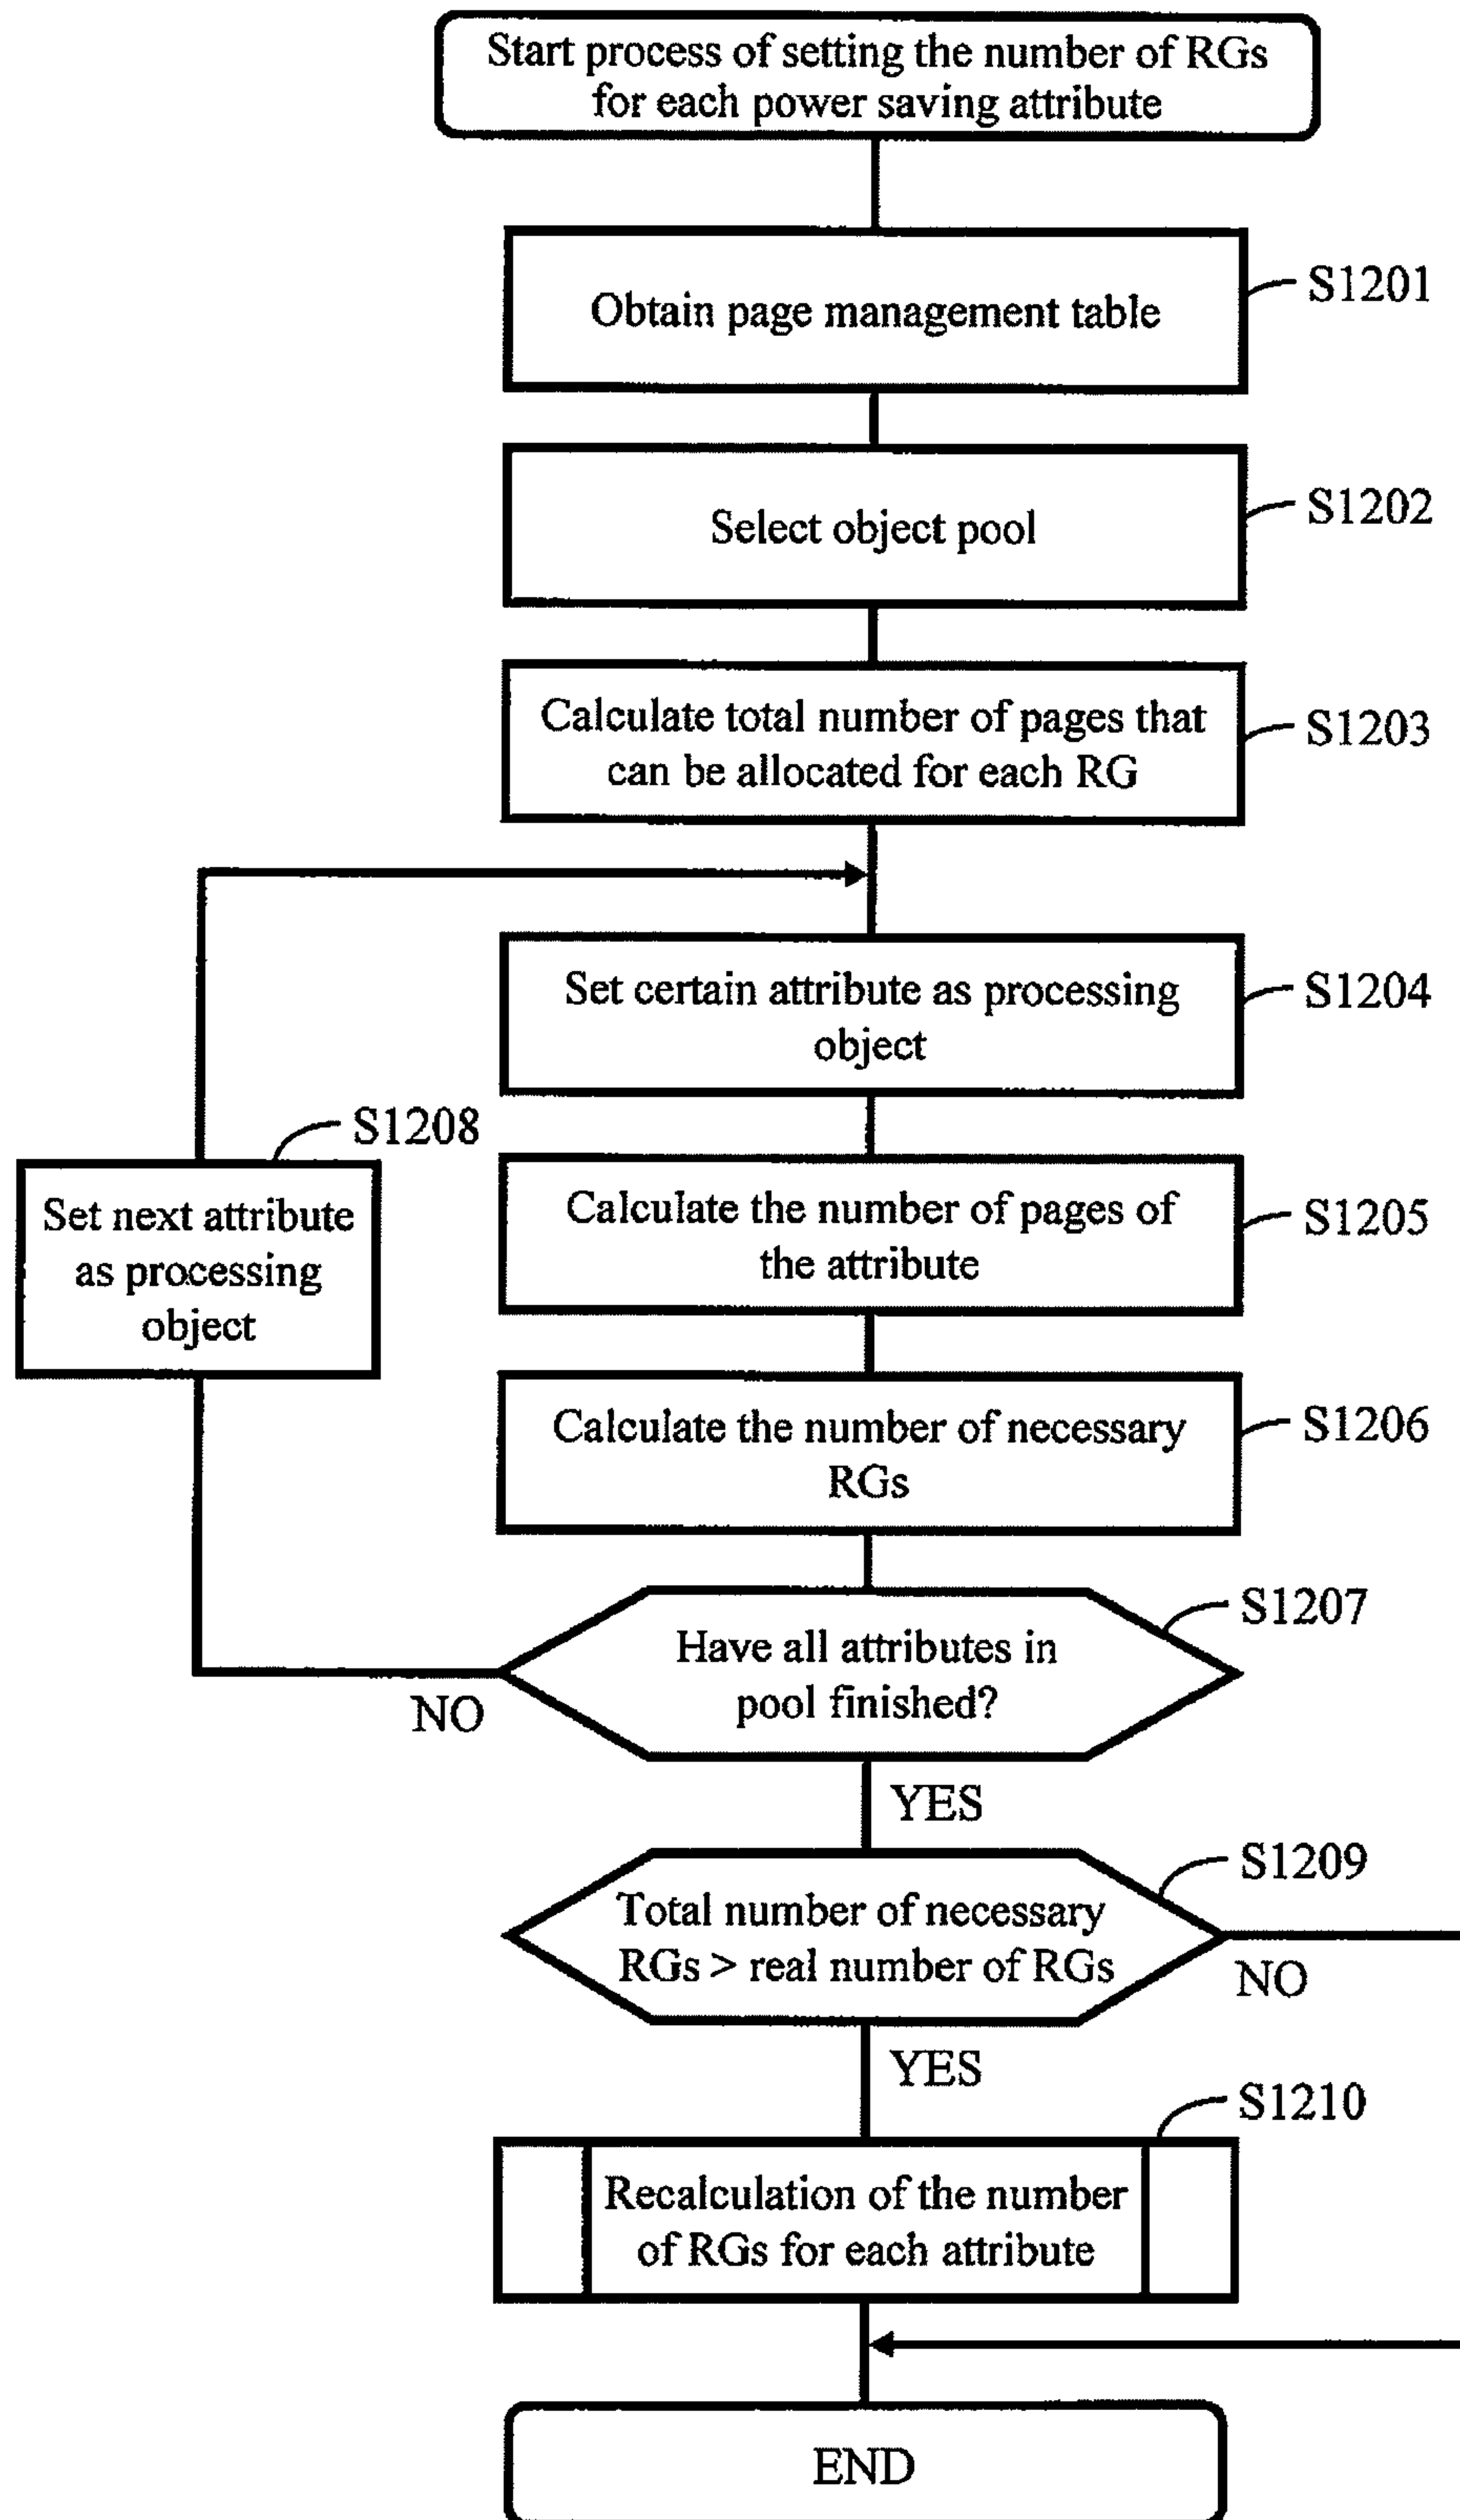 Start process of setting the number of RGs
for each power saving attribute
Obtain page management table
S1201
Select object pool
S1202
Calculate total number of pages that
can be allocated for each RG
S1203
Set certain attribute as processing
object
S1204
S1208
Set next attribute
as processing
object
Calculate the number of pages of
the attribute
S1205
Calculate the number of necessary
RGs
S1206
S1207
Have all attributes in
pool finished?
NO
YES
S1209
Total number of necessary
RGs > real number of RGs
NO
YES
S1210
Recalculation of the number
of RGs for each attribute
END